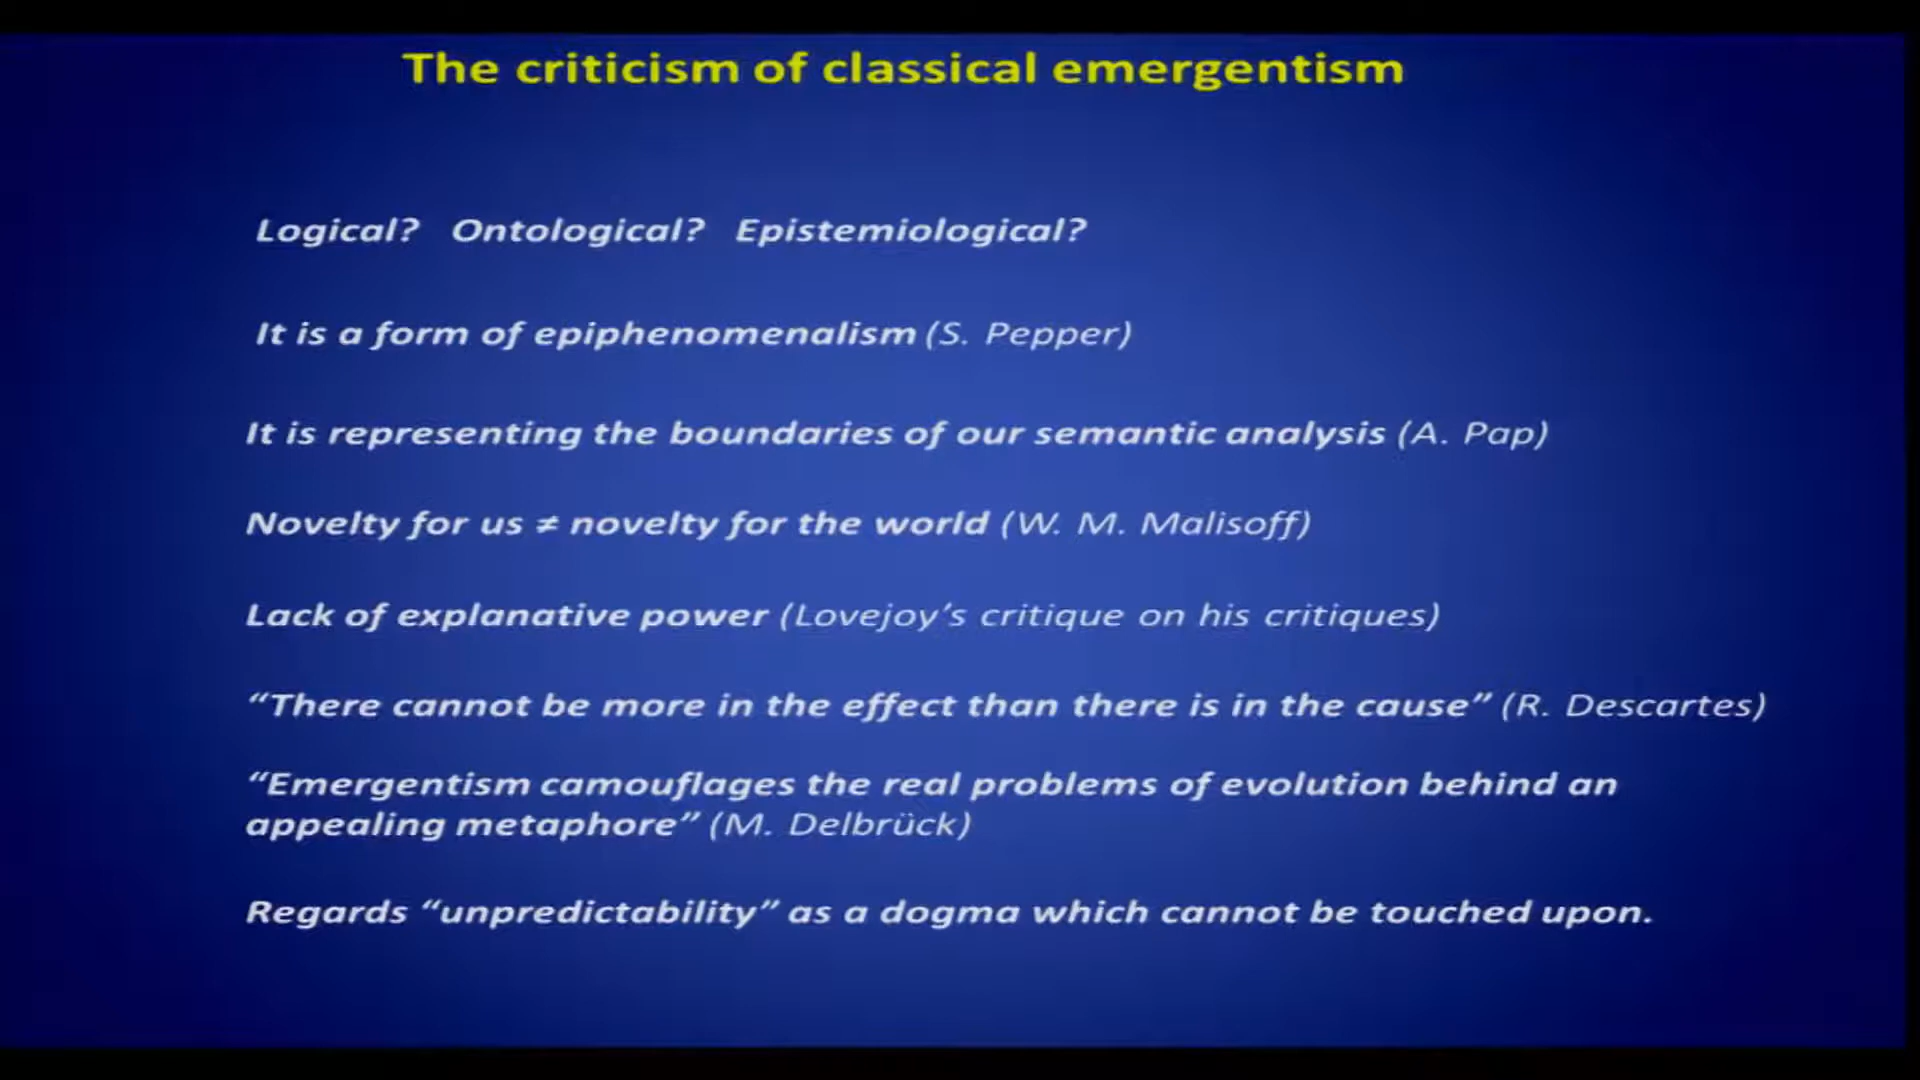 The criticism of classical emergentism
Logical? Ontological? Epistemiological?
It is a form of epiphenomenalism (S. Pepper)
It is representing the boundaries of our semantic analysis (A. Pap)
Novelty for us ≠ novelty for the world (W. M. Malisoff)
Lack of explanative power (Lovejoy’s critique on his critiques)
“There cannot be more in the effect than there is in the cause” (R. Descartes)
“Emergentism camouflages the real problems of evolution behind an
appealing metaphore” (M. Delbrück)
Regards “unpredictability” as a dogma which cannot be touched upon.